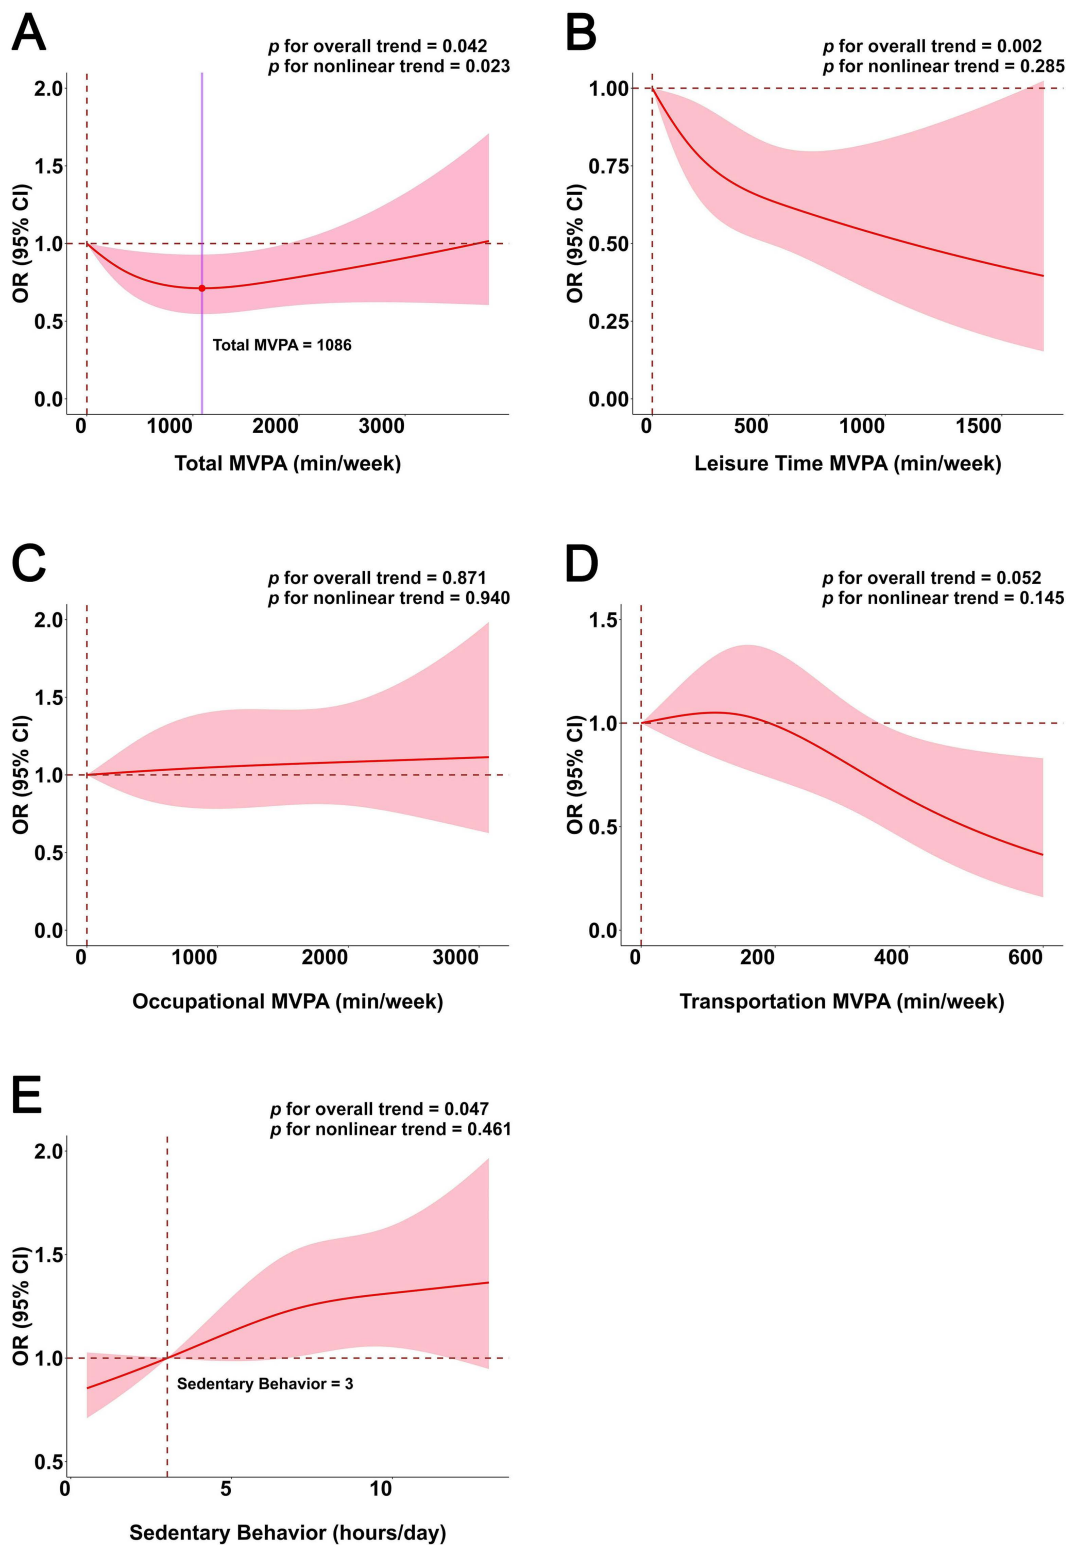 A
p for overall trend = 0.042
p for nonlinear trend = 0.023
OR (95% CI)
2.0
1.5
1.0
0.5
0.0
Total MVPA = 1086
0 1000 2000 3000
Total MVPA (min/week)
B
p for overall trend = 0.002
p for nonlinear trend = 0.285
OR (95% CI)
1.00
0.75
0.50
0.25
0.00
0 500 1000 1500
Leisure Time MVPA (min/week)
C
p for overall trend = 0.871
p for nonlinear trend = 0.940
OR (95% CI)
2.0
1.5
1.0
0.5
0.0
0 1000 2000 3000
Occupational MVPA (min/week)
D
p for overall trend = 0.052
p for nonlinear trend = 0.145
OR (95% CI)
1.5
1.0
0.5
0.0
0 200 400 600
Transportation MVPA (min/week)
E
p for overall trend = 0.047
p for nonlinear trend = 0.461
OR (95% CI)
2.0
1.5
1.0
0.5
Sedentary Behavior = 3
0 5 10
Sedentary Behavior (hours/day)